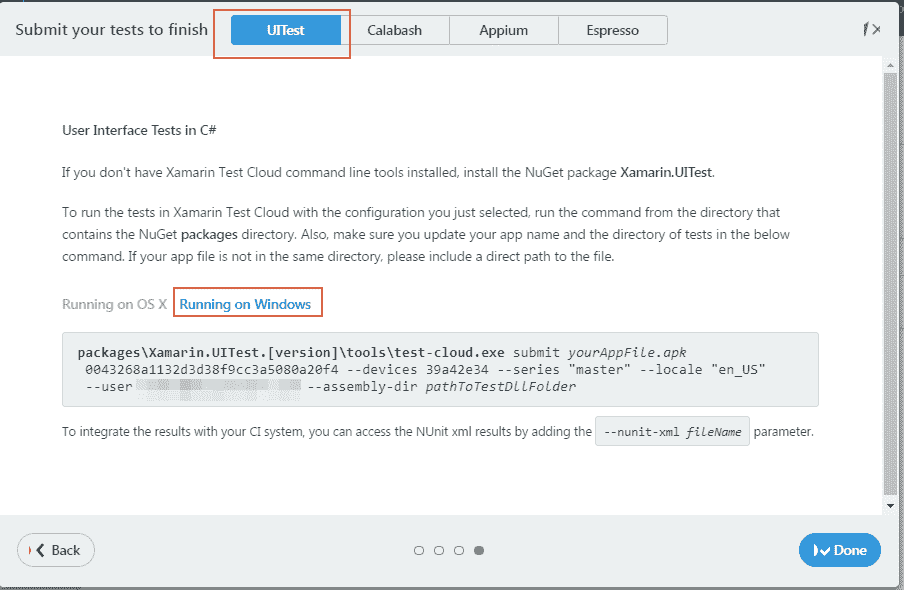 Submit your tests to finish UITest Calabash Appium Espresso
User Interface Tests in C#
If you don't have Xamarin Test Cloud command line tools installed, install the NuGet package Xamarin.UITest.
To run the tests in Xamarin Test Cloud with the configuration you just selected, run the command from the directory that
contains the NuGet packages directory. Also, make sure you update your app name and the directory of tests in the below
command. If your app file is not in the same directory, please include a direct path to the file.
Running on OS X Running on Windows
packages\Xamarin.UITest.[version]\tools\test-cloud.exe submit yourAppFile.apk
0043268a1132d3d38f9cc3a5080a20f4 --devices 39a42e34 --series "master" --locale "en_US"
--user --assembly-dir pathToTestDllFolder
To integrate the results with your CI system, you can access the NUnit xml results by adding the --nunit-xml fileName parameter.
Back
Done